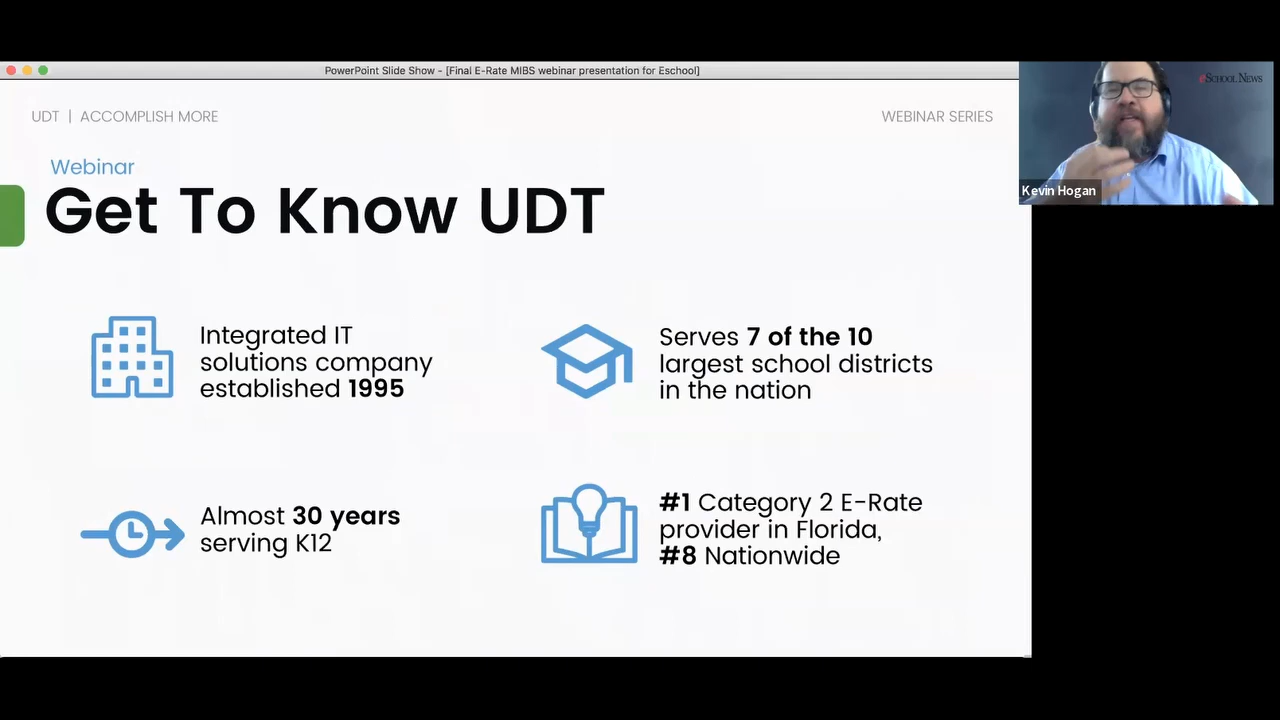 PowerPoint Slide Show - [Final E-Rate MIBS webinar presentation for Eschool]
UDT | ACCOMPLISH MORE
WEBINAR SERIES
eSCHOOL NEWS
Kevin Hogan
Webinar
Get To Know UDT
Integrated IT
solutions company
established 1995
Serves 7 of the 10
largest school districts
in the nation
Almost 30 years
serving K12
#1 Category 2 E-Rate
provider in Florida,
#8 Nationwide